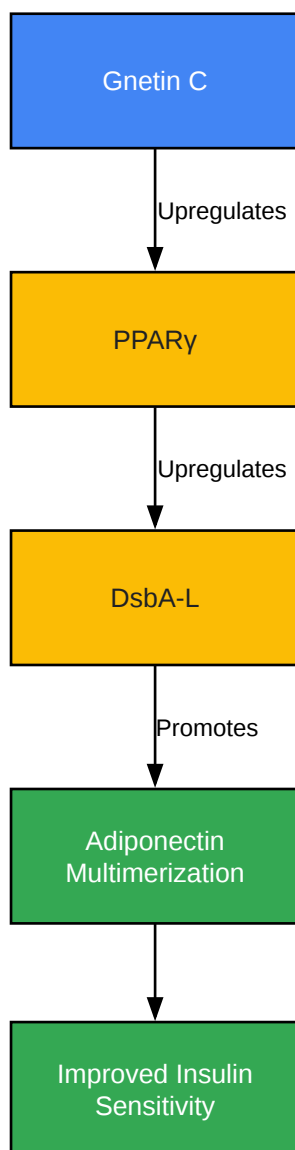 Gnetin C
Upregulates
PPARγ
Upregulates
DsbA-L
Promotes
Adiponectin
Multimerization
Improved Insulin
Sensitivity